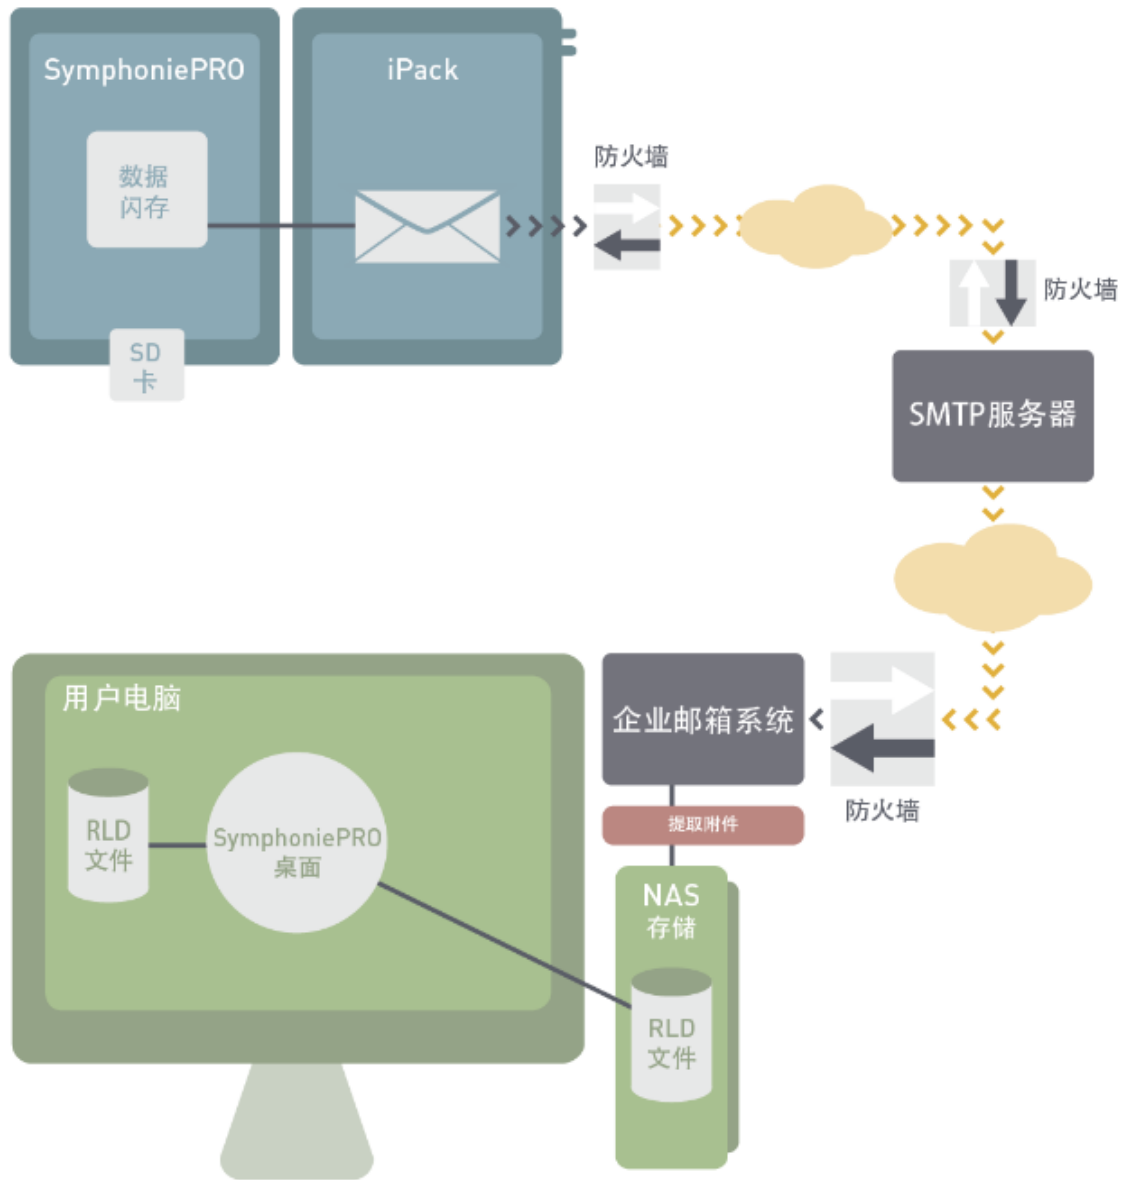 SymphoniePRO
iPack
数据
闪存
SD
卡
防火墙
防火墙
SMTP服务器
企业邮箱系统
防火墙
提取附件
NAS
存储
RLD
文件
用户电脑
RLD
文件
SymphoniePRO
桌面